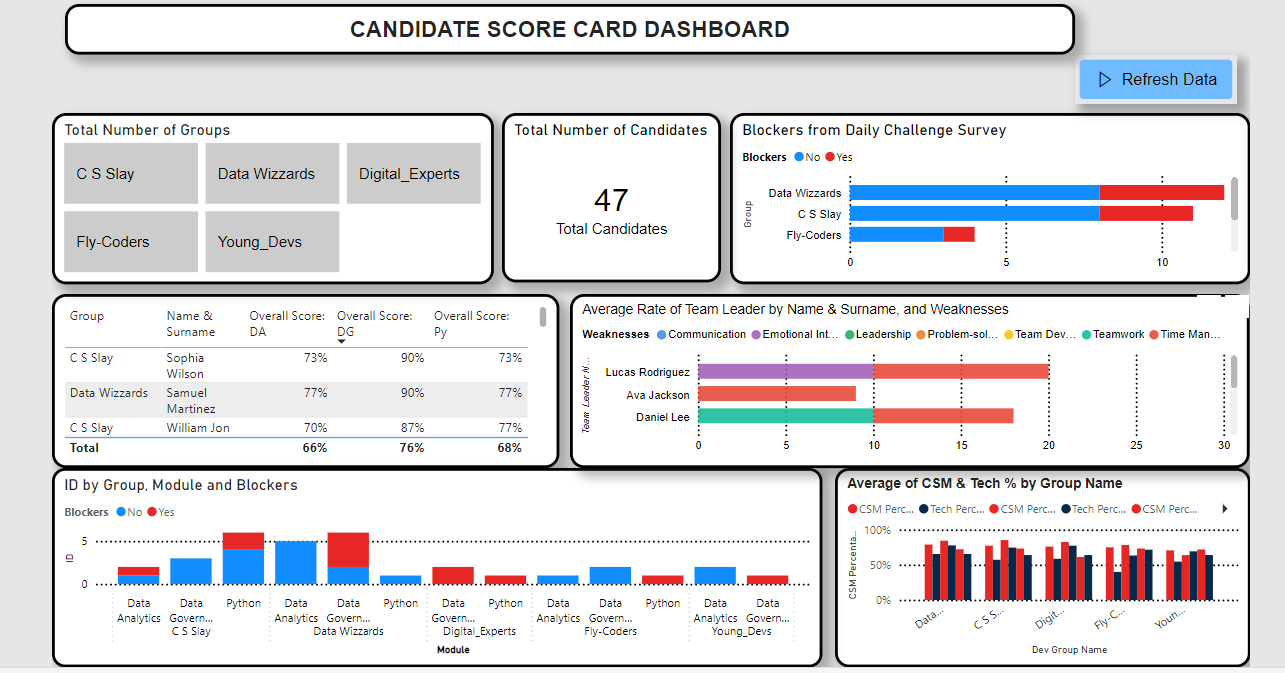 CANDIDATE SCORE CARD DASHBOARD
Refresh Data
Total Number of Groups
C S Slay
Data Wizzards
Digital_Experts
Fly-Coders
Young_Devs
Total Number of Candidates
47
Total Candidates
Blockers from Daily Challenge Survey
Blockers No Yes
Group
Data Wizzards
C S Slay
Fly-Coders
0 5 10
Group Name & Surname Overall Score: DA Overall Score: DG Overall Score: Py
C S Slay Sophia Wilson 73% 90% 73%
Data Wizzards Samuel Martinez 77% 90% 77%
C S Slay William Jon 70% 87% 77%
Total 66% 76% 68%
Average Rate of Team Leader by Name & Surname, and Weaknesses
Weaknesses Communication Emotional Int... Leadership Problem-sol... Team Dev... Teamwork Time Man...
Team Leader N...
Lucas Rodriguez
Ava Jackson
Daniel Lee
0 5 10 15 20 25 30
ID by Group, Module and Blockers
Blockers No Yes
ID
5
0
Data Analytics Data Govern... Python Data Analytics Data Govern... Python Data Govern... Python Data Analytics Data Govern... Python Data Analytics Data Govern...
C S Slay Data Wizzards Digital_Experts Fly-Coders Young_Devs
Module
Average of CSM & Tech % by Group Name
CSM Perc... Tech Perc... CSM Perc... Tech Perc... CSM Perc...
CSM Percenta...
100%
50%
0%
Data... C S S... Digit... Fly-C... Youn...
Dev Group Name